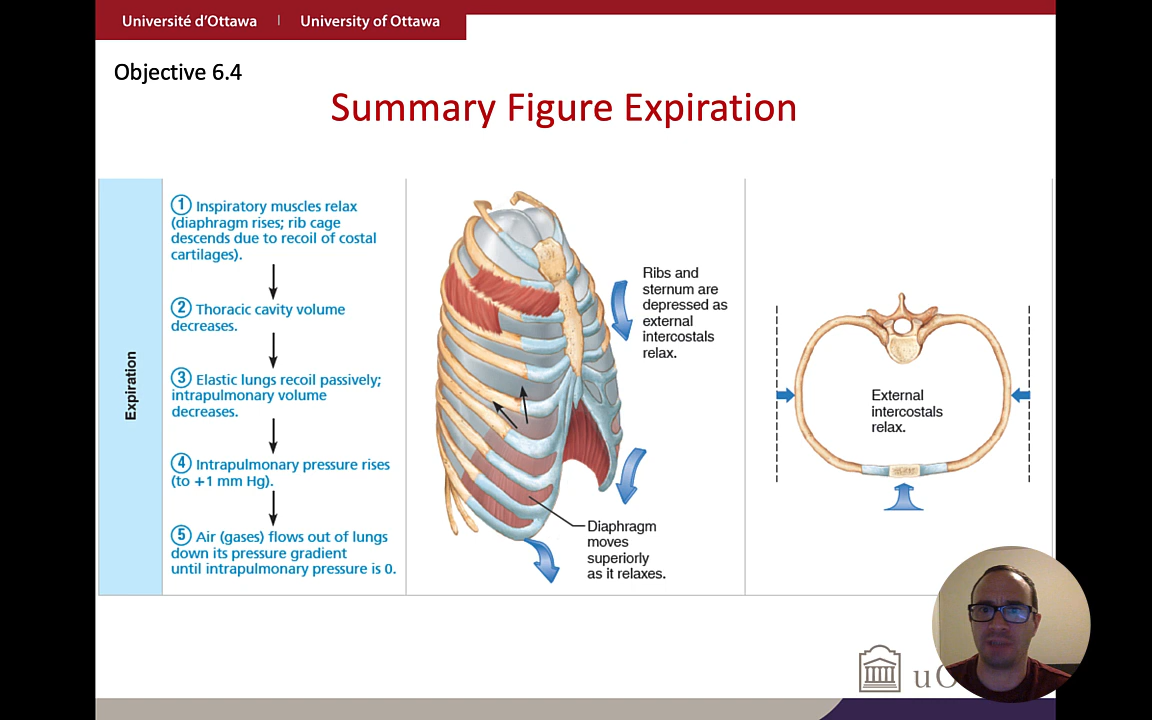 Université d'Ottawa | University of Ottawa
Objective 6.4
Summary Figure Expiration
Expiration
① Inspiratory muscles relax
(diaphragm rises; rib cage
descends due to recoil of costal
cartilages).
② Thoracic cavity volume
decreases.
③ Elastic lungs recoil passively;
intrapulmonary volume
decreases.
④ Intrapulmonary pressure rises
(to +1 mm Hg).
⑤ Air (gases) flows out of lungs
down its pressure gradient
until intrapulmonary pressure is 0.
Ribs and
sternum are
depressed as
external
intercostals
relax.
Diaphragm
moves
superiorly
as it relaxes.
External
intercostals
relax.